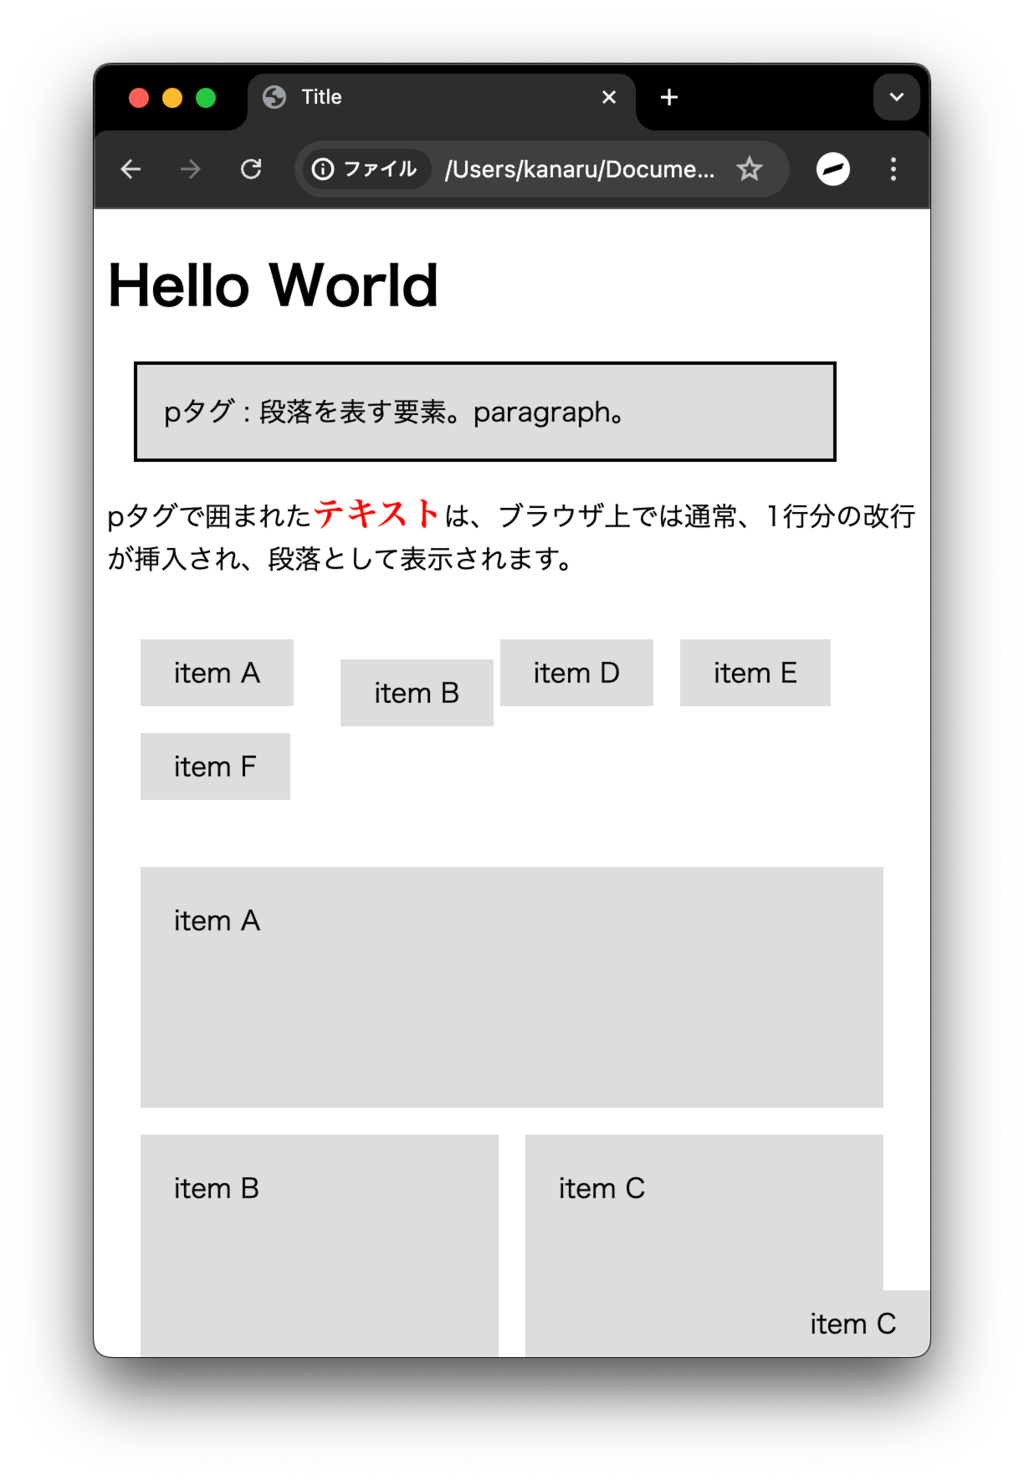 Title
ファイル /Users/kanaru/Docume...
Hello World
pタグ : 段落を表す要素。paragraph。
pタグで囲まれたテキストは、ブラウザ上では通常、1行分の改行
が挿入され、段落として表示されます。
item A
item B
item D
item E
item F
item A
item B
item C
item C